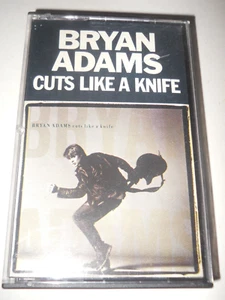 BRYAN
ADAMS
CUTS LIKE A KNIFE
BRYAN ADAMS cuts like a knife